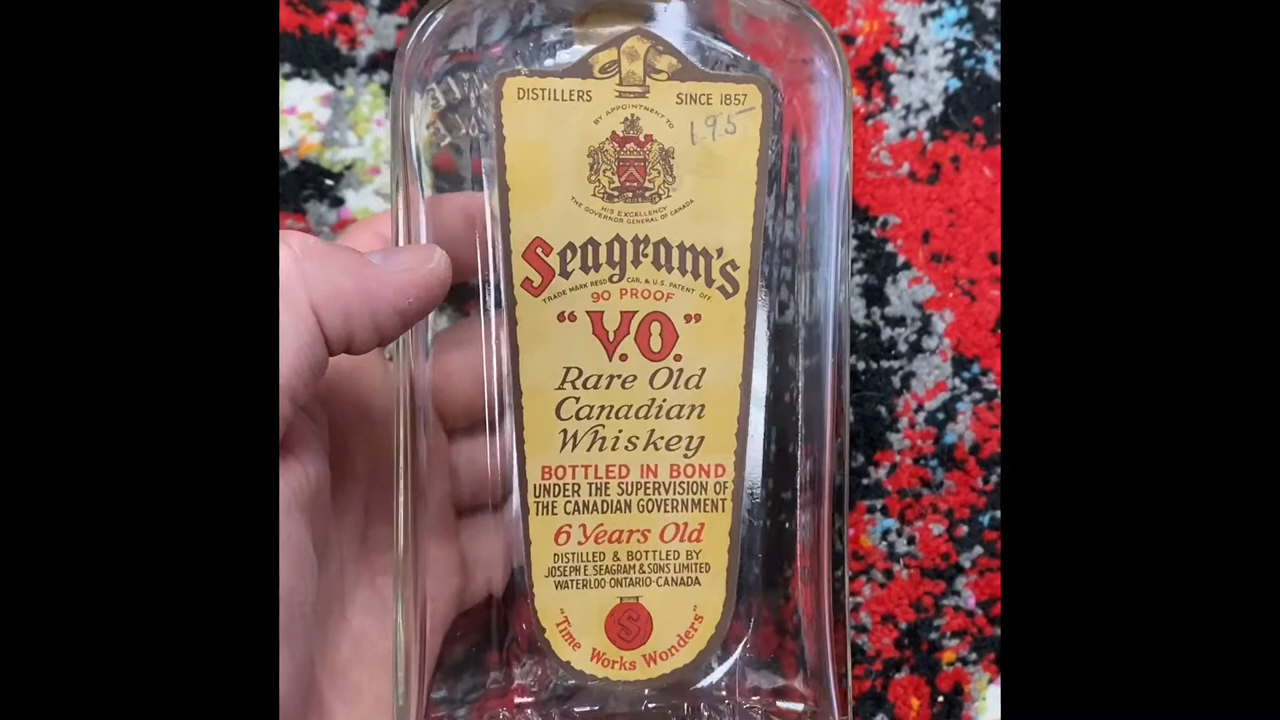 DISTILLERS SINCE 1857
1.95
BY APPOINTMENT TO
HIS EXCELLENCY
THE GOVERNOR GENERAL OF CANADA
Seagram's
TRADE MARK REGD CAN. & U.S. PATENT OFF.
90 PROOF
"V.O."
Rare Old
Canadian
Whiskey
BOTTLED IN BOND
UNDER THE SUPERVISION OF
THE CANADIAN GOVERNMENT
6 Years Old
DISTILLED & BOTTLED BY
JOSEPH E. SEAGRAM & SONS LIMITED
WATERLOO·ONTARIO·CANADA
S
"Time Works Wonders"